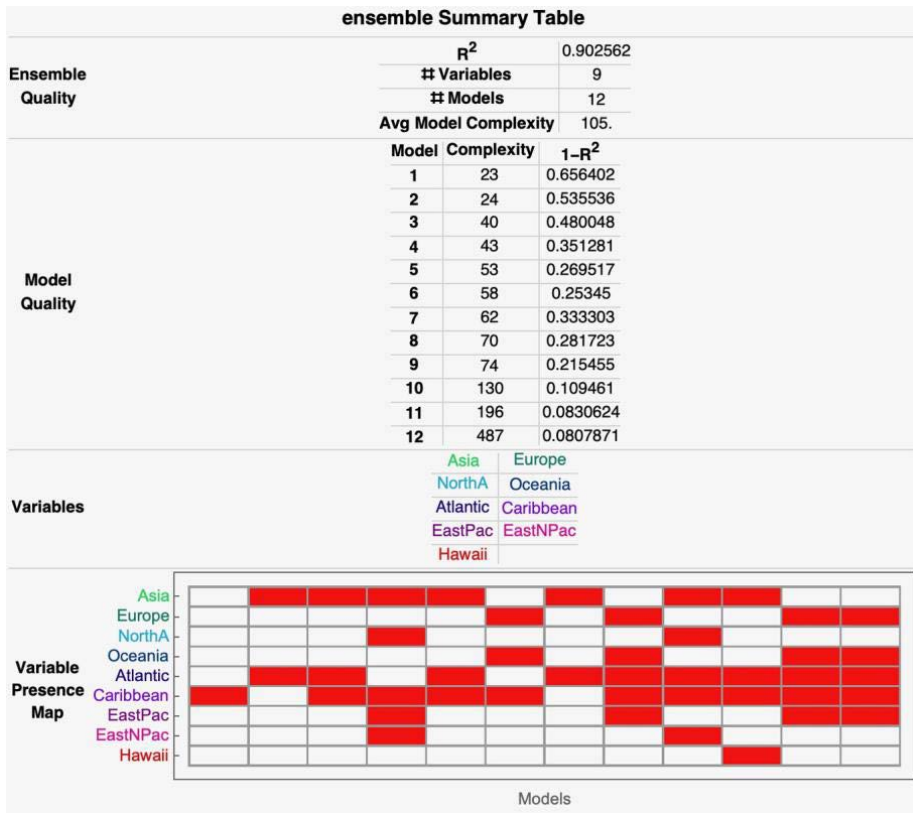 ensemble Summary Table
Ensemble Quality
R²	0.902562
# Variables	9
# Models	12
Avg Model Complexity	105.
Model Quality
Model	Complexity	1–R²
1	23	0.656402
2	24	0.535536
3	40	0.480048
4	43	0.351281
5	53	0.269517
6	58	0.25345
7	62	0.333303
8	70	0.281723
9	74	0.215455
10	130	0.109461
11	196	0.0830624
12	487	0.0807871
Variables
Asia	Europe
NorthA	Oceania
Atlantic	Caribbean
EastPac	EastNPac
Hawaii
Variable Presence Map
Asia
Europe
NorthA
Oceania
Atlantic
Caribbean
EastPac
EastNPac
Hawaii
Models